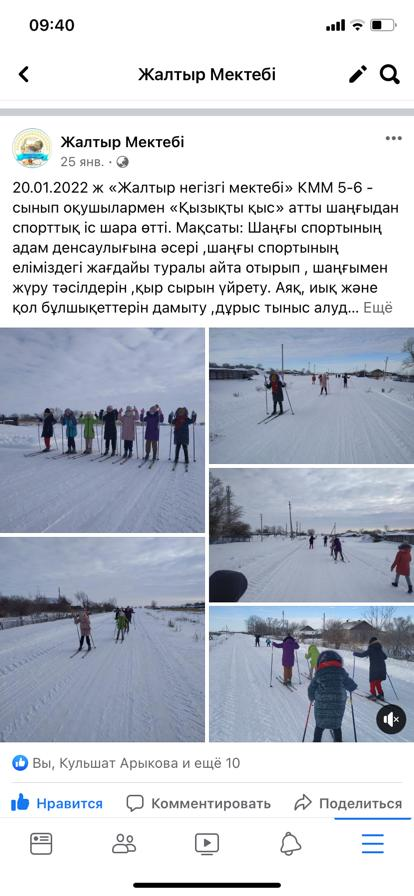 09:40
Жалтыр Мектебі
Жалтыр Мектебі
25 янв. ·
20.01.2022 ж «Жалтыр негізгі мектебі» КММ 5-6 -
сынып оқушылармен «Қызықты қыс» атты шаңғыдан
спорттық іс шара өтті. Мақсаты: Шаңғы спортының
адам денсаулығына әсері ,шаңғы спортының
еліміздегі жағдайы туралы айта отырып , шаңғымен
жүру тәсілдерін ,қыр сырын үйрету. Аяқ, иық және
қол бұлшықеттерін дамыту ,дұрыс тыныс алуд... Ещё
Вы, Кульшат Арыкова и ещё 10
Нравится Комментировать Поделиться